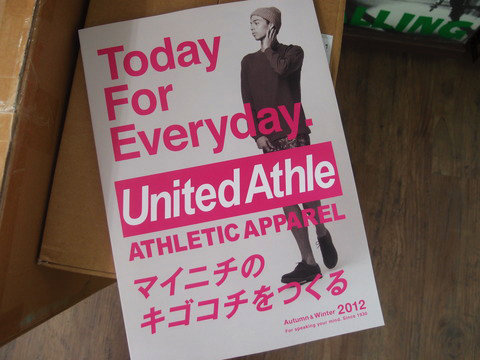 Today
For
Everyday.
United Athle
ATHLETIC APPAREL
マイニチの
キゴコチをつくる
Autumn & Winter 2012
For speaking your mind. Since 1930
LLING